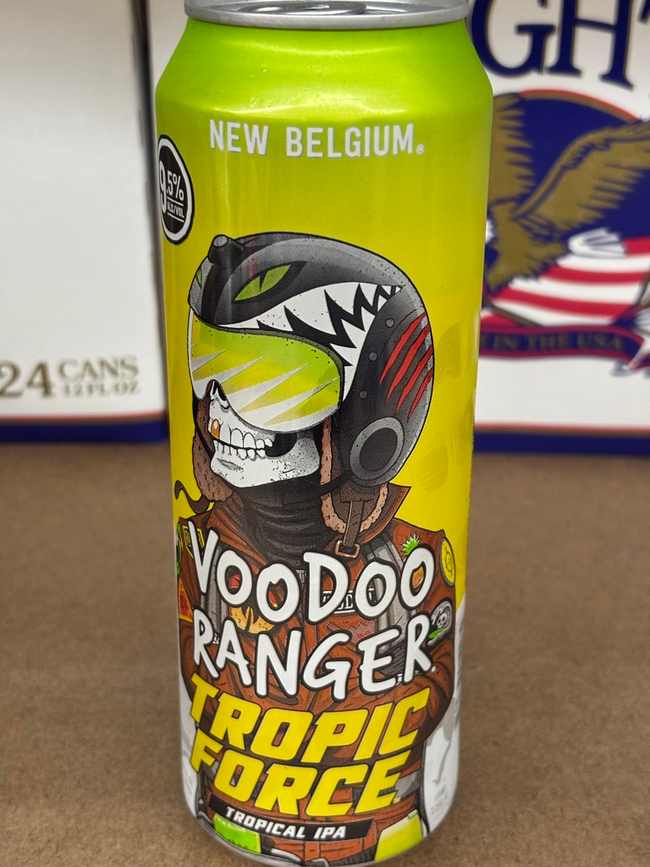 GHT
NEW BELGIUM®
9.5%
ALC/VOL
24 CANS
12 FL OZ
IN THE USA
VOODOO
RANGER
TROPIC
FORCE
TROPICAL IPA